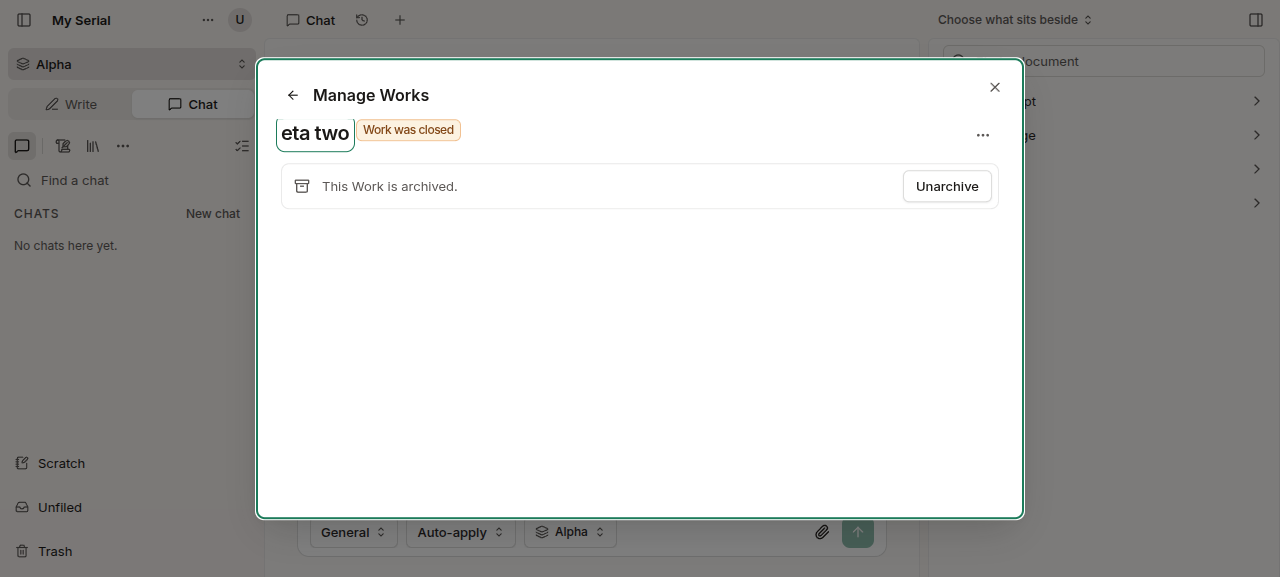 My Serial
U
Chat
Choose what sits beside
Alpha
Write
Chat
Find a chat
CHATS
New chat
No chats here yet.
Scratch
Unfiled
Trash
Manage Works
eta two
Work was closed
This Work is archived.
Unarchive
General
Auto-apply
Alpha